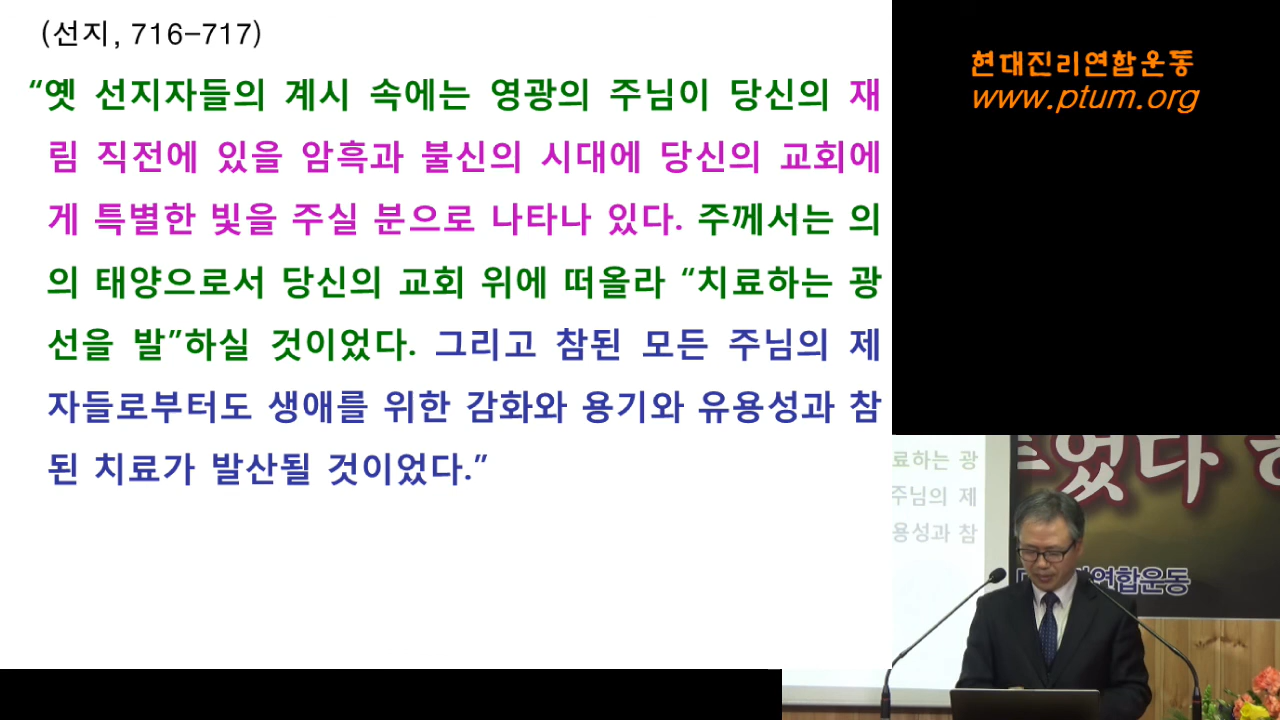 (선지, 716-717)
“옛 선지자들의 계시 속에는 영광의 주님이 당신의 재
림 직전에 있을 암흑과 불신의 시대에 당신의 교회에
게 특별한 빛을 주실 분으로 나타나 있다. 주께서는 의
의 태양으로서 당신의 교회 위에 떠올라 “치료하는 광
선을 발”하실 것이었다. 그리고 참된 모든 주님의 제
자들로부터도 생애를 위한 감화와 용기와 유용성과 참
된 치료가 발산될 것이었다.”
현대진리연합운동
www.ptum.org
료하는 광
주님의 제
용성과 참
었다
연합운동